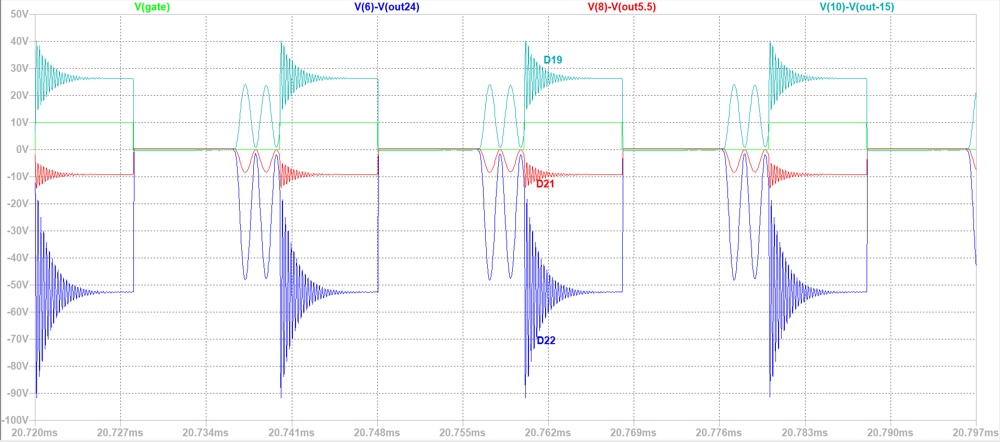 V(gate) V(6)-V(out24) V(8)-V(out5.5) V(10)-V(out-15)
50V
40V
D19
30V
20V
10V
0V
-10V
D21
-20V
-30V
-40V
-50V
-60V
-70V
D22
-80V
-90V
-100V
20.720ms 20.727ms 20.734ms 20.741ms 20.748ms 20.755ms 20.762ms 20.769ms 20.776ms 20.783ms 20.790ms 20.797ms